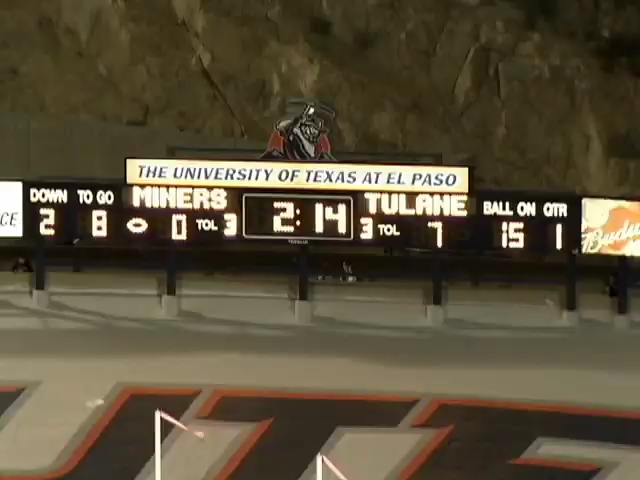 THE UNIVERSITY OF TEXAS AT EL PASO
DOWN TO GO MINERS 2:14 TULANE BALL ON QTR
2 8 0 TOL 3 3 TOL 7 15 1
UTE